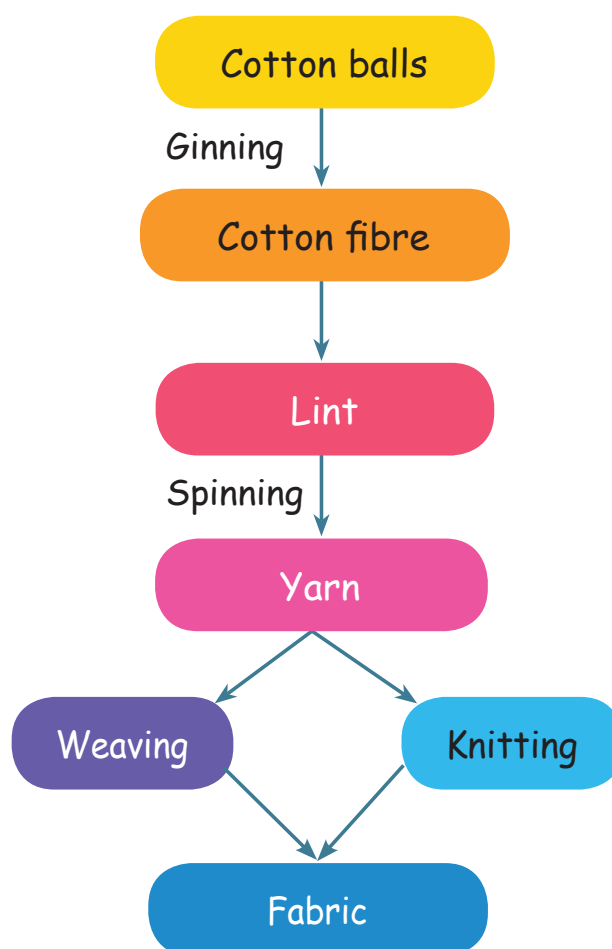 Cotton balls
Ginning
Cotton fibre
Lint
Spinning
Yarn
Weaving
Knitting
Fabric